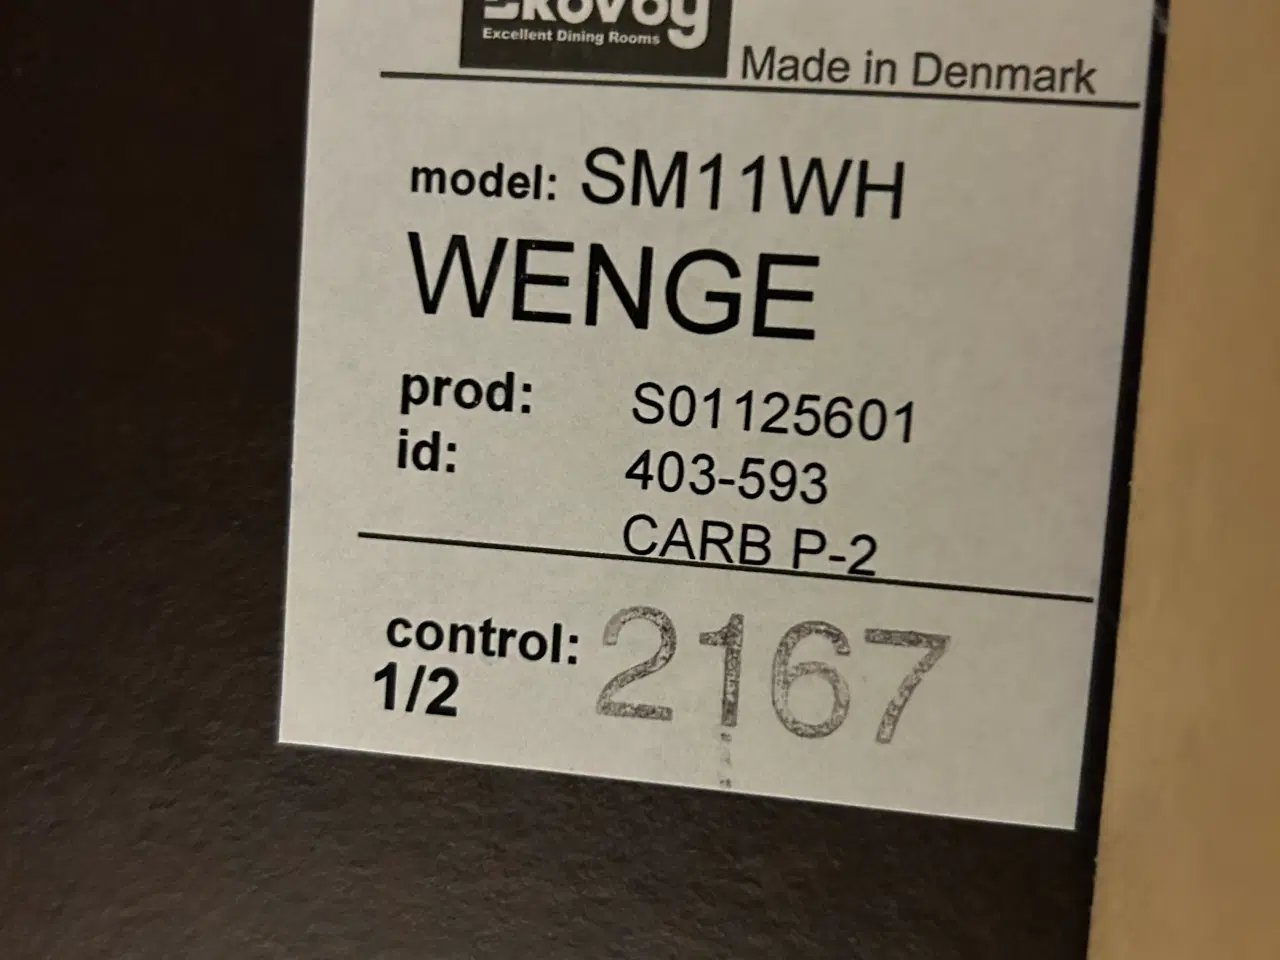 Excellent Dining Rooms
Made in Denmark
model: SM11WH
WENGE
prod: S01125601
id: 403-593
CARB P-2
control: 2167
1/2